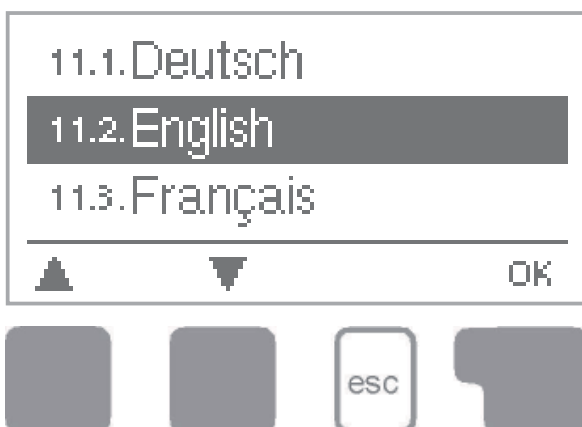 11.1.Deutsch
11.2.English
11.3.Français
▲ ▼ OK
esc